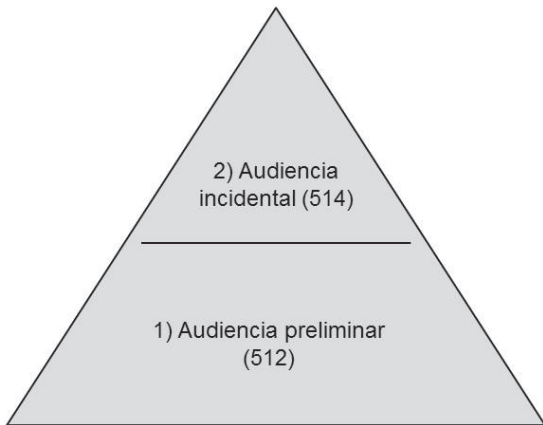 2) Audiencia
incidental (514)
1) Audiencia preliminar
(512)